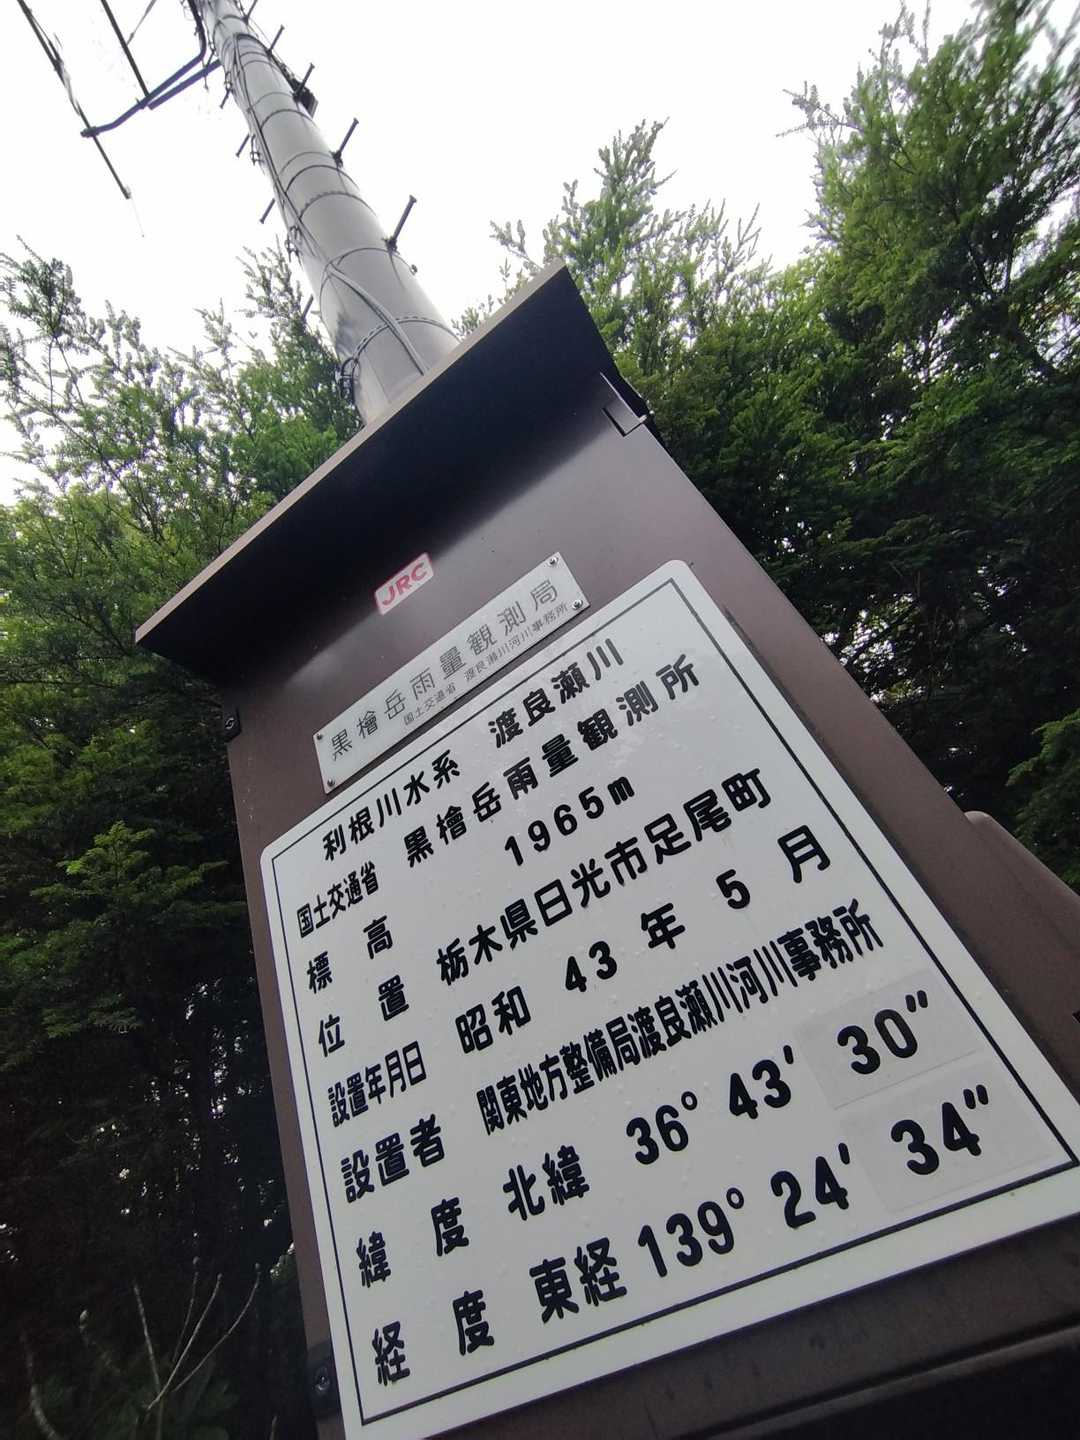 JRC
黒檜岳雨量観測局
国土交通省 渡良瀬川河川事務所
利根川水系 渡良瀬川
国土交通省 黒檜岳雨量観測所
標高 1965m
位置 栃木県日光市足尾町
設置年月日 昭和 43 年 5 月
設置者 関東地方整備局渡良瀬川河川事務所
緯度 北緯 36° 43′ 30″
経度 東経 139° 24′ 34″